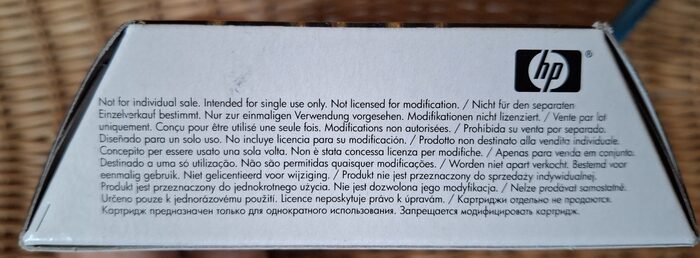 hp ®
Not for individual sale. Intended for single use only. Not licensed for modification. / Nicht für den separaten
Einzelverkauf bestimmt. Nur zur einmaligen Verwendung vorgesehen. Modifikationen nicht lizenziert. / Vente par lot
uniquement. Conçu pour être utilisé une seule fois. Modifications non autorisées. / Prohibida su venta por separado.
Diseñado para un solo uso. No incluye licencia para su modificación. / Prodotto non destinato alla vendita individuale.
Concepito per essere usato una sola volta. Non è stata concessa licenza per modifiche. / Apenas para venda em conjunto.
Destinado a uma só utilização. Não são permitidas quaisquer modificações. / Worden niet apart verkocht. Bestemd voor
eenmalig gebruik. Niet gelicentieerd voor wijziging. / Produkt nie jest przeznaczony do sprzedaży indywidualnej.
Produkt jest przeznaczony do jednokrotnego użycia. Nie jest dozwolona jego modyfikacja. / Nelze prodávat samostatně.
Určeno pouze k jednorázovému použití. Licence neposkytuje právo k úpravám. / Картриджи отдельно не продаются.
Картридж предназначен только для однократного использования. Запрещается модифицировать картридж.